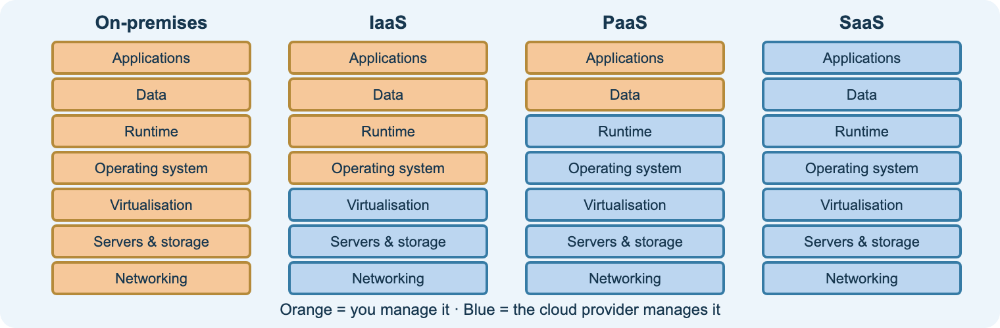 On-premises
Applications
Data
Runtime
Operating system
Virtualisation
Servers & storage
Networking
IaaS
Applications
Data
Runtime
Operating system
Virtualisation
Servers & storage
Networking
PaaS
Applications
Data
Runtime
Operating system
Virtualisation
Servers & storage
Networking
SaaS
Applications
Data
Runtime
Operating system
Virtualisation
Servers & storage
Networking
Orange = you manage it · Blue = the cloud provider manages it